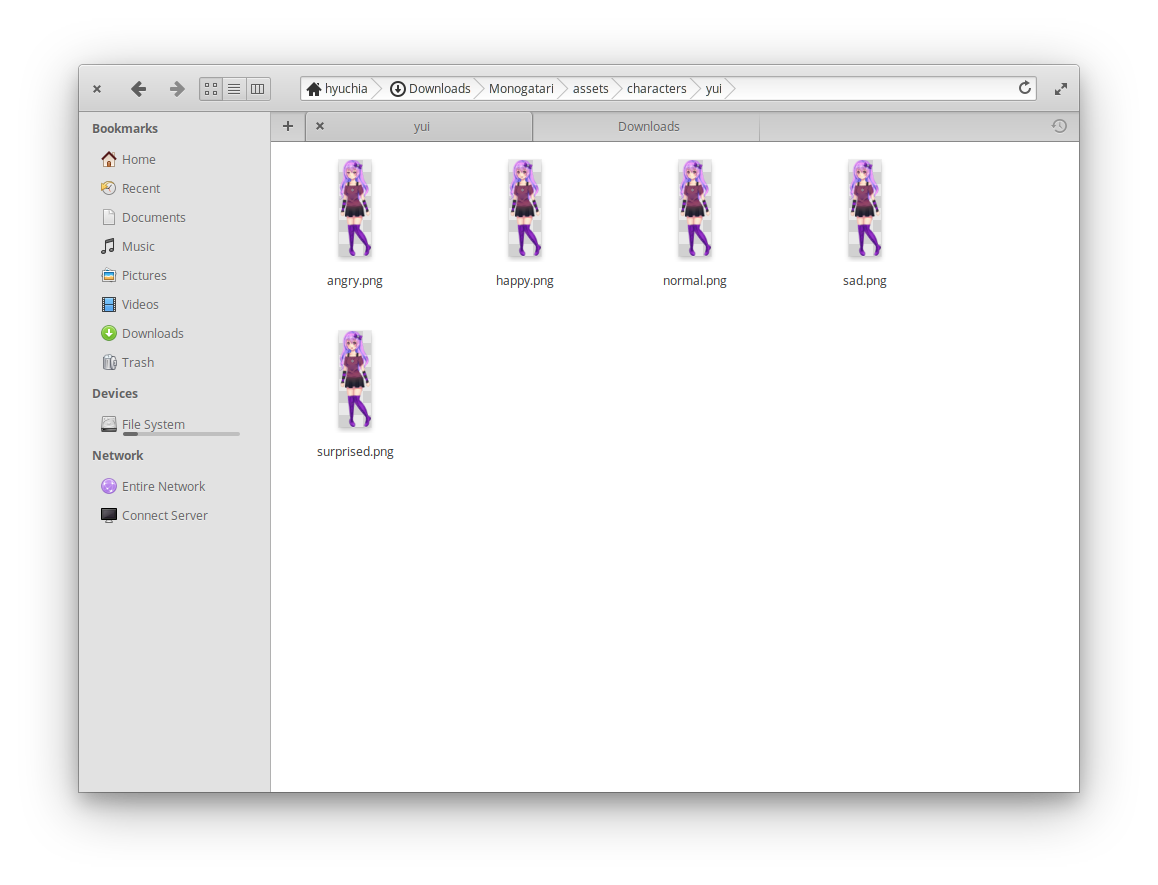 hyuchia Downloads Monogatari assets characters yui
Bookmarks
Home
Recent
Documents
Music
Pictures
Videos
Downloads
Trash
Devices
File System
Network
Entire Network
Connect Server
yui Downloads
angry.png happy.png normal.png sad.png
surprised.png